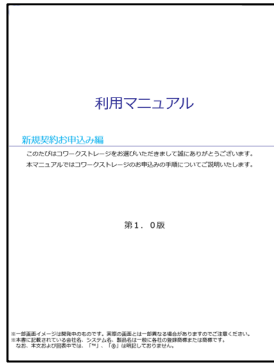 利用マニュアル
新規契約お申込み編
このたびはコワークストレージをお選びいただきまして誠にありがとうございます。
本マニュアルではコワークストレージのお申込みの手順についてご説明いたします。
第1.0版
※一部画面イメージは開発中のものです。実際の画面とは一部異なる場合がありますのでご注意ください。
※本書に記載されている会社名、システム名、製品名は一般に各社の登録商標または商標です。
なお、本文および図表中では、「™」、「®」は明記しておりません。